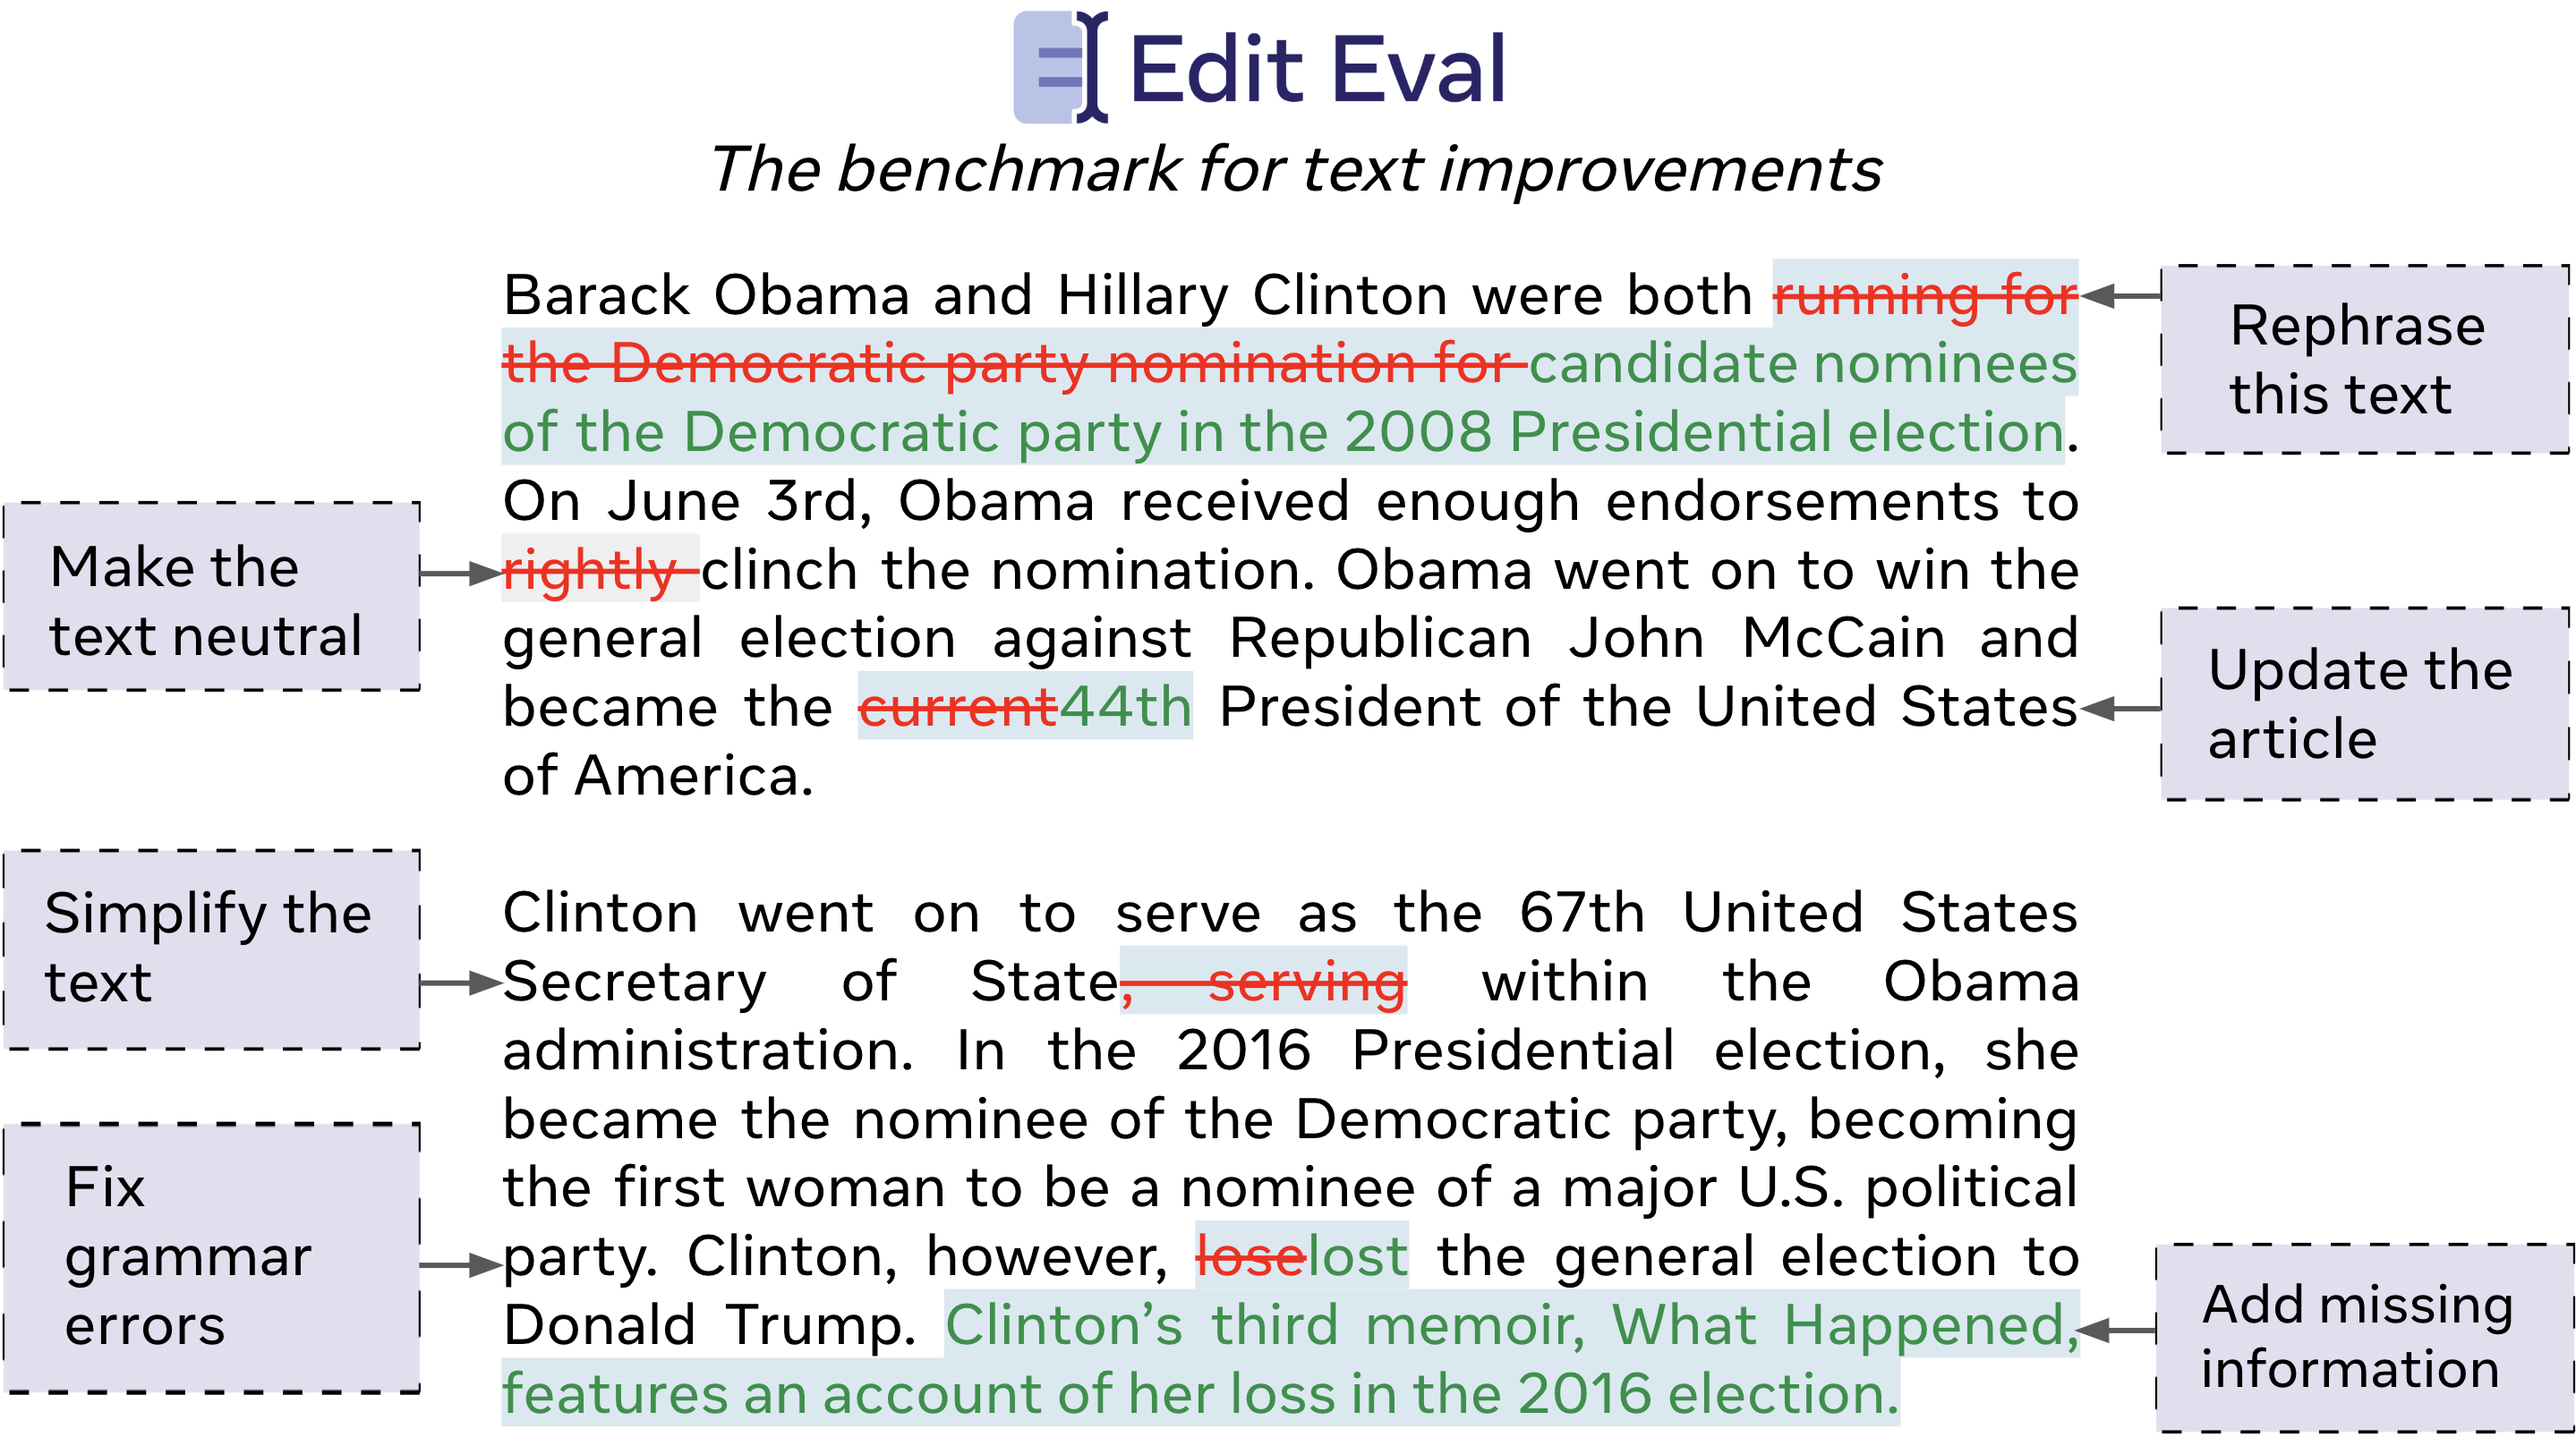 Edit Eval
The benchmark for text improvements
Barack Obama and Hillary Clinton were both running for
the Democratic party nomination for candidate nominees
of the Democratic party in the 2008 Presidential election.
On June 3rd, Obama received enough endorsements to
rightly clinch the nomination. Obama went on to win the
general election against Republican John McCain and
became the current44th President of the United States
of America.
Clinton went on to serve as the 67th United States
Secretary of State, serving within the Obama
administration. In the 2016 Presidential election, she
became the nominee of the Democratic party, becoming
the first woman to be a nominee of a major U.S. political
party. Clinton, however, loselost the general election to
Donald Trump. Clinton’s third memoir, What Happened,
features an account of her loss in the 2016 election.
Make the
text neutral
Simplify the
text
Fix
grammar
errors
Rephrase
this text
Update the
article
Add missing
information